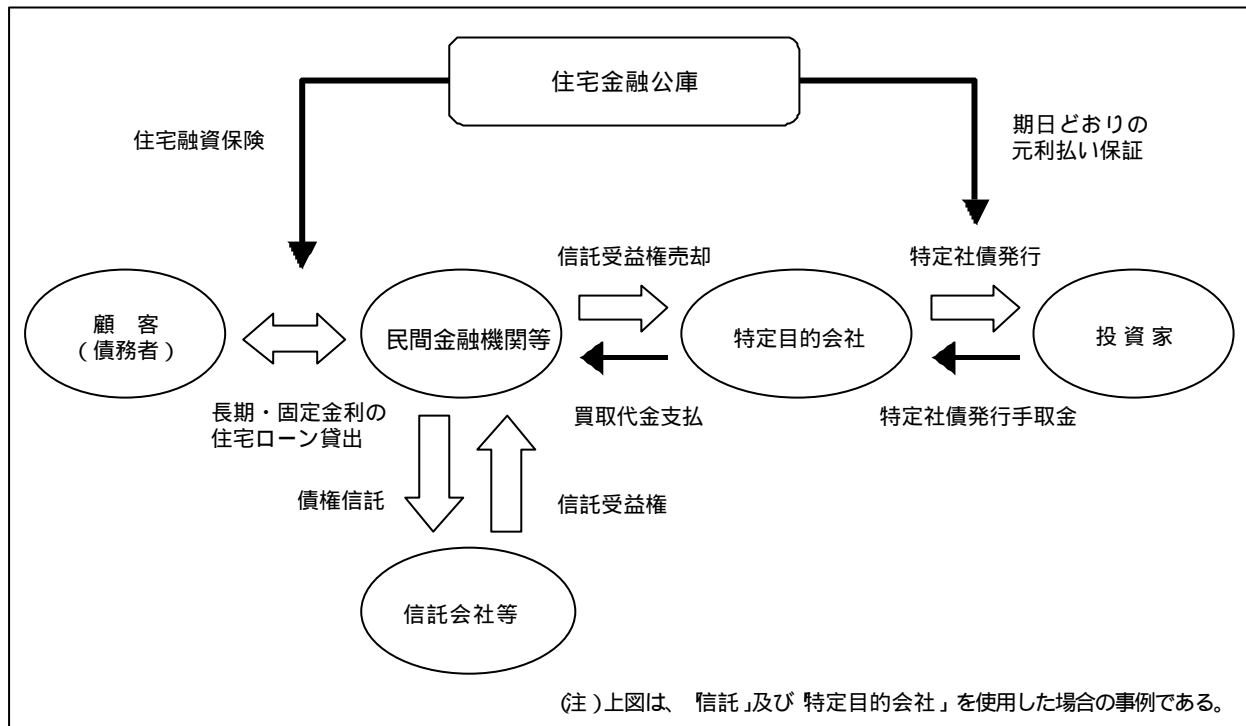 住宅金融公庫
住宅融資保険
期日どおりの
元利払い保証
信託受益権売却
特定社債発行
顧　客
（債務者）
民間金融機関等
特定目的会社
投 資 家
長期・固定金利の
住宅ローン貸出
買取代金支払
特定社債発行手取金
債権信託
信託受益権
信託会社等
(注）上図は、「信託」及び「特定目的会社」を使用した場合の事例である。